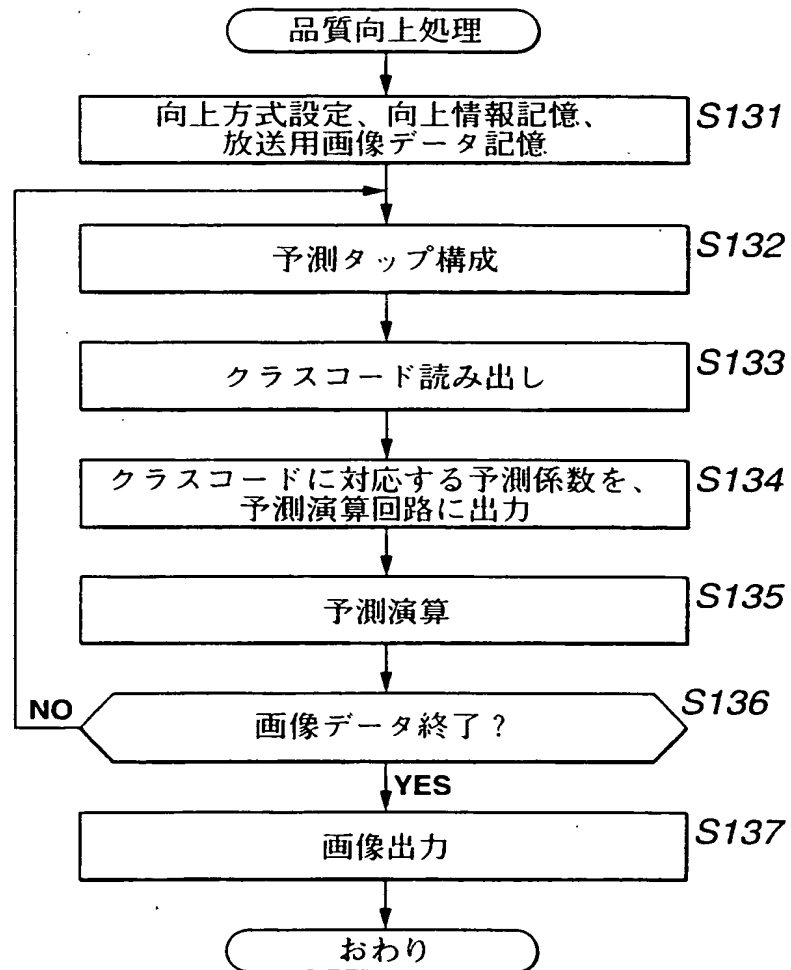 品質向上処理
向上方式設定、向上情報記憶、
放送用画像データ記憶
S131
予測タップ構成
S132
クラスコード読み出し
S133
クラスコードに対応する予測係数を、
予測演算回路に出力
S134
予測演算
S135
画像データ終了?
S136
NO
YES
画像出力
S137
おわり